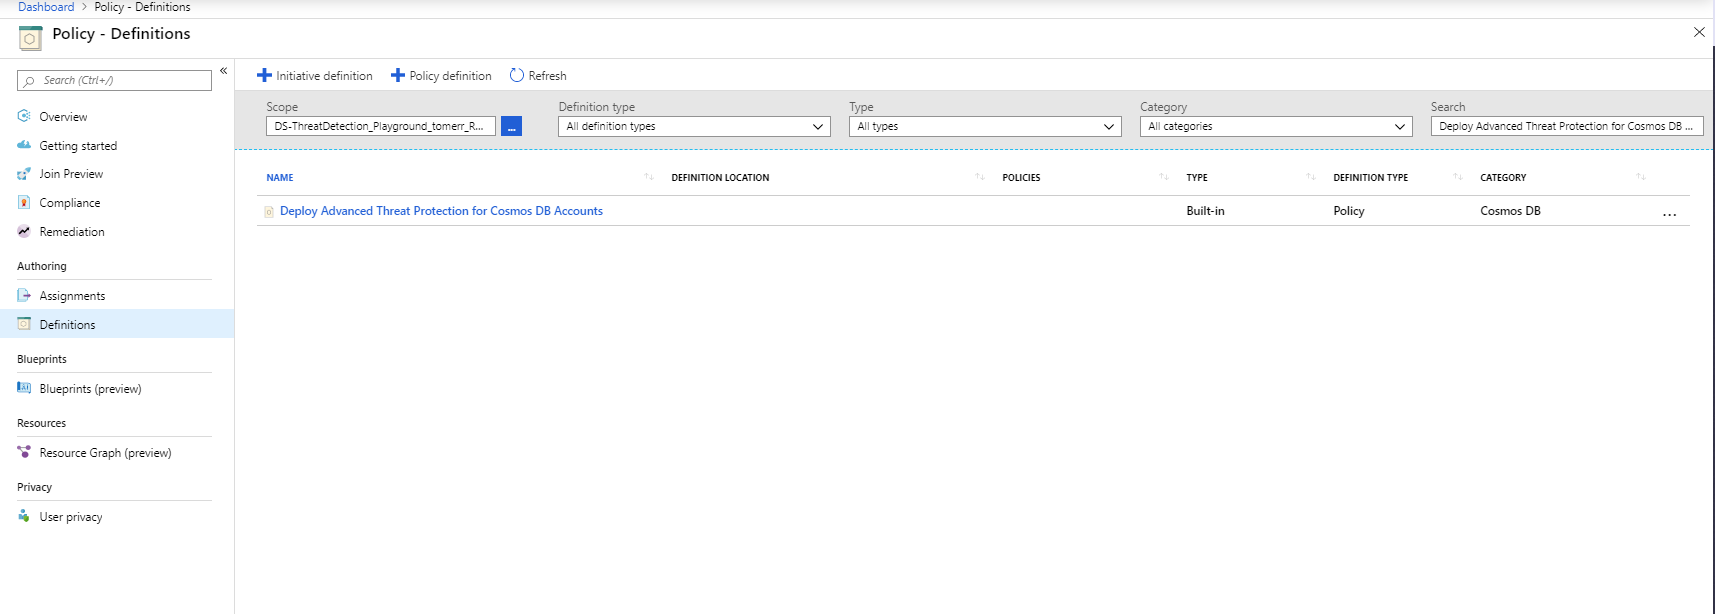 Dashboard > Policy - Definitions
Policy - Definitions
Search (Ctrl+/)
Overview
Getting started
Join Preview
Compliance
Remediation
Authoring
Assignments
Definitions
Blueprints
Blueprints (preview)
Resources
Resource Graph (preview)
Privacy
User privacy
Initiative definition Policy definition Refresh
Scope Definition type Type Category Search
DS-ThreatDetection_Playground_tomerr_R... ... All definition types All types All categories Deploy Advanced Threat Protection for Cosmos DB ...
NAME DEFINITION LOCATION POLICIES TYPE DEFINITION TYPE CATEGORY
Deploy Advanced Threat Protection for Cosmos DB Accounts Built-in Policy Cosmos DB ...